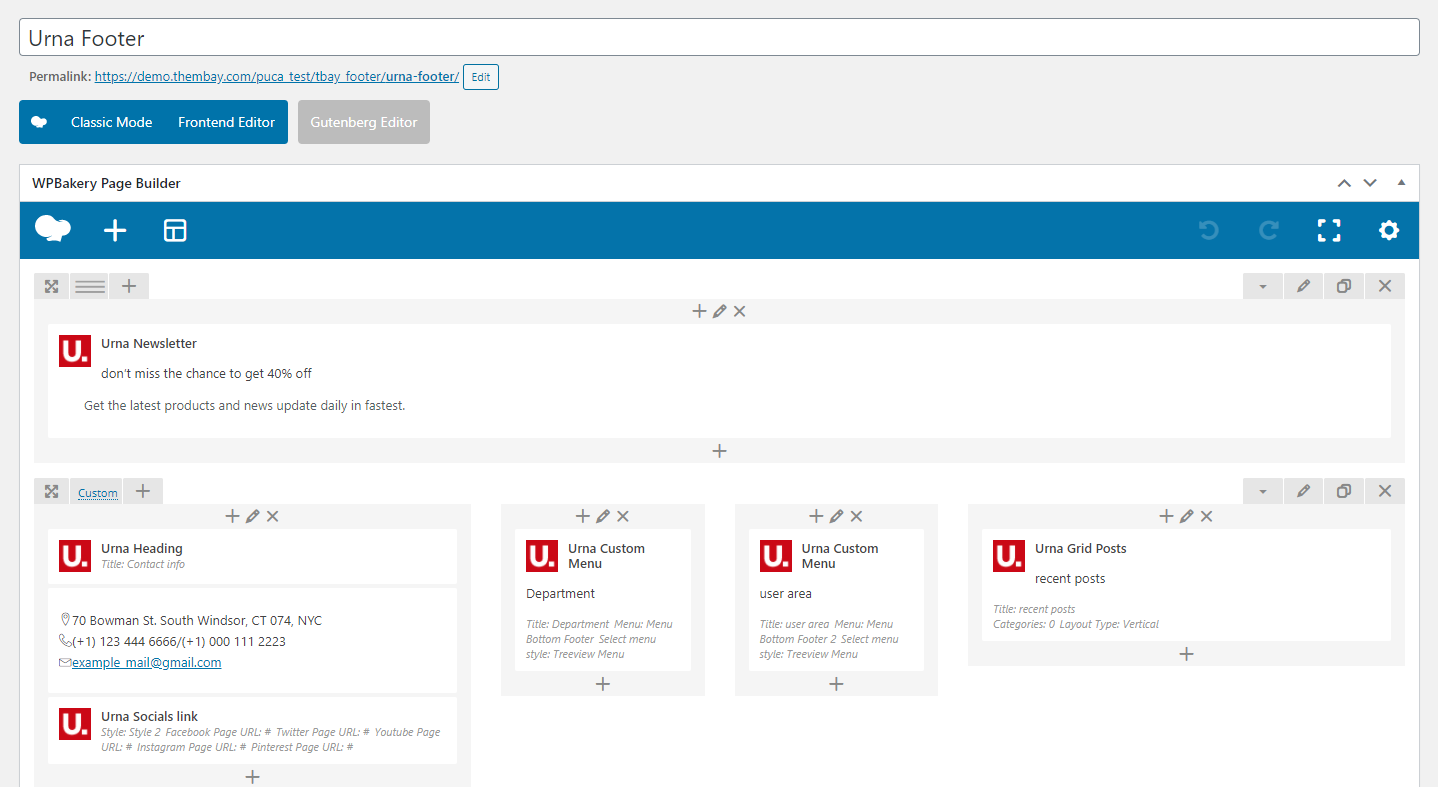 Urna Footer
Permalink: https://demo.thembay.com/puca_test/tbay_footer/urna-footer/ Edit
Classic Mode Frontend Editor Gutenberg Editor
WPBakery Page Builder
U. Urna Newsletter
don't miss the chance to get 40% off
Get the latest products and news update daily in fastest.
Custom
U. Urna Heading
Title: Contact info
70 Bowman St. South Windsor, CT 074, NYC
(+1) 123 444 6666/(+1) 000 111 2223
example_mail@gmail.com
U. Urna Socials link
Style: Style 2 Facebook Page URL: # Twitter Page URL: # Youtube Page
URL: # Instagram Page URL: # Pinterest Page URL: #
U. Urna Custom
Menu
Department
Title: Department Menu: Menu
Bottom Footer Select menu
style: Treeview Menu
U. Urna Custom
Menu
user area
Title: user area Menu: Menu
Bottom Footer 2 Select menu
style: Treeview Menu
U. Urna Grid Posts
recent posts
Title: recent posts
Categories: 0 Layout Type: Vertical